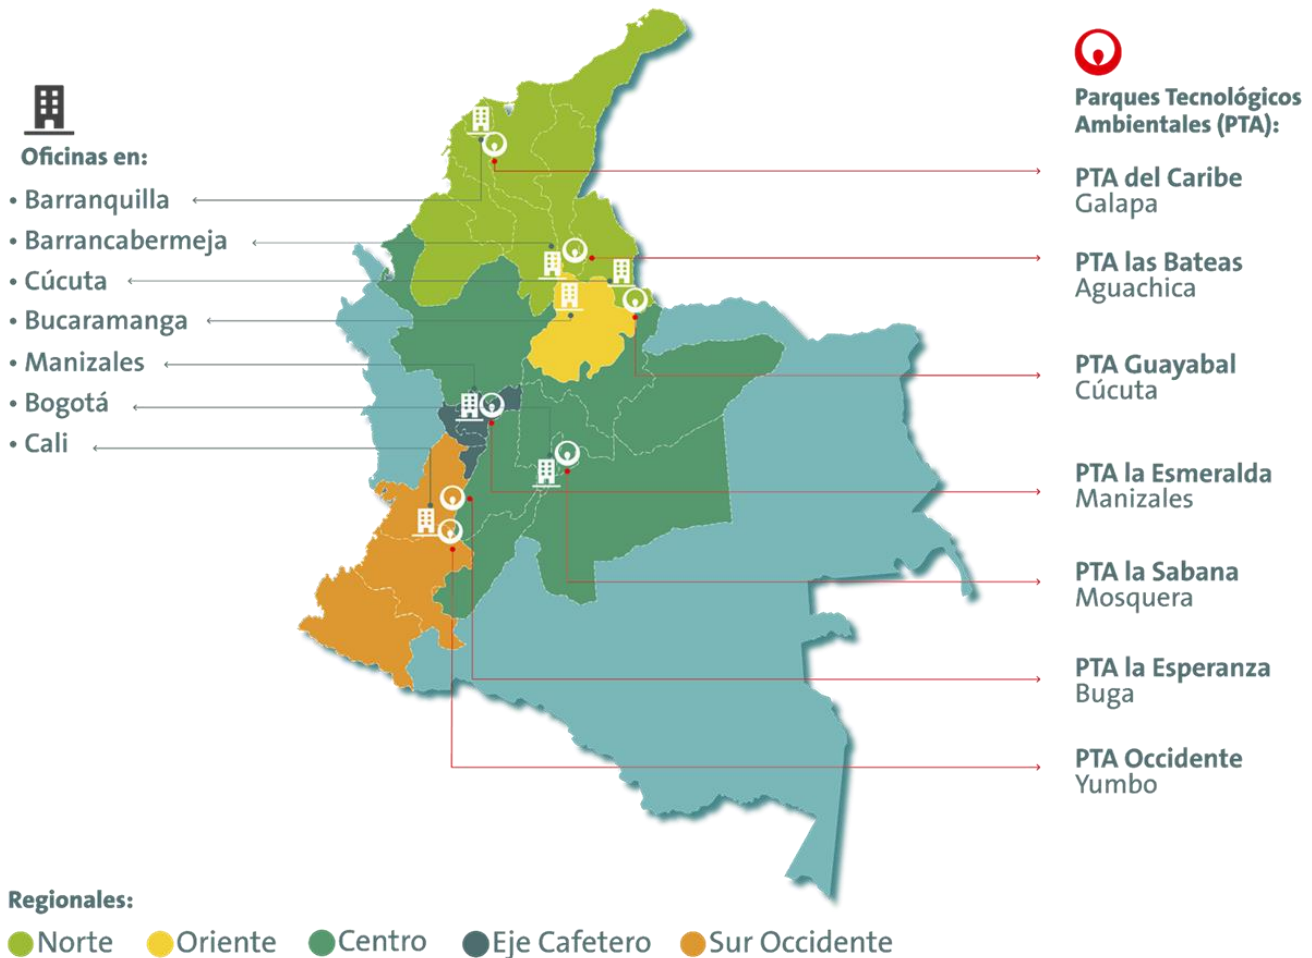 Oficinas en:
• Barranquilla
• Barrancabermeja
• Cúcuta
• Bucaramanga
• Manizales
• Bogotá
• Cali
Parques Tecnológicos
Ambientales (PTA):
PTA del Caribe
Galapa
PTA las Bateas
Aguachica
PTA Guayabal
Cúcuta
PTA la Esmeralda
Manizales
PTA la Sabana
Mosquera
PTA la Esperanza
Buga
PTA Occidente
Yumbo
Regionales:
Norte
Oriente
Centro
Eje Cafetero
Sur Occidente